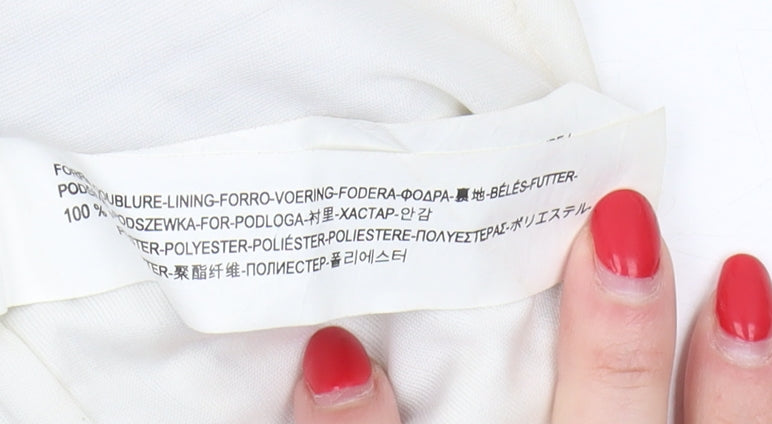 DOUBLURE-LINING-FORRO-VOERING-FODERA-ΦΟΔΡΑ-裏地-BÉLÉS-FUTTER-
PODSZEWKA-FOR-PODLOGA-衬里-ХАСТАР-안감
100 % POLYESTER-POLIÉSTER-POLIESTERE-ΠΟΛΥΕΣΤΕΡΑΣ-ポリエステル-
聚酯纤维-ПОЛИЕСТЕР-폴리에스터